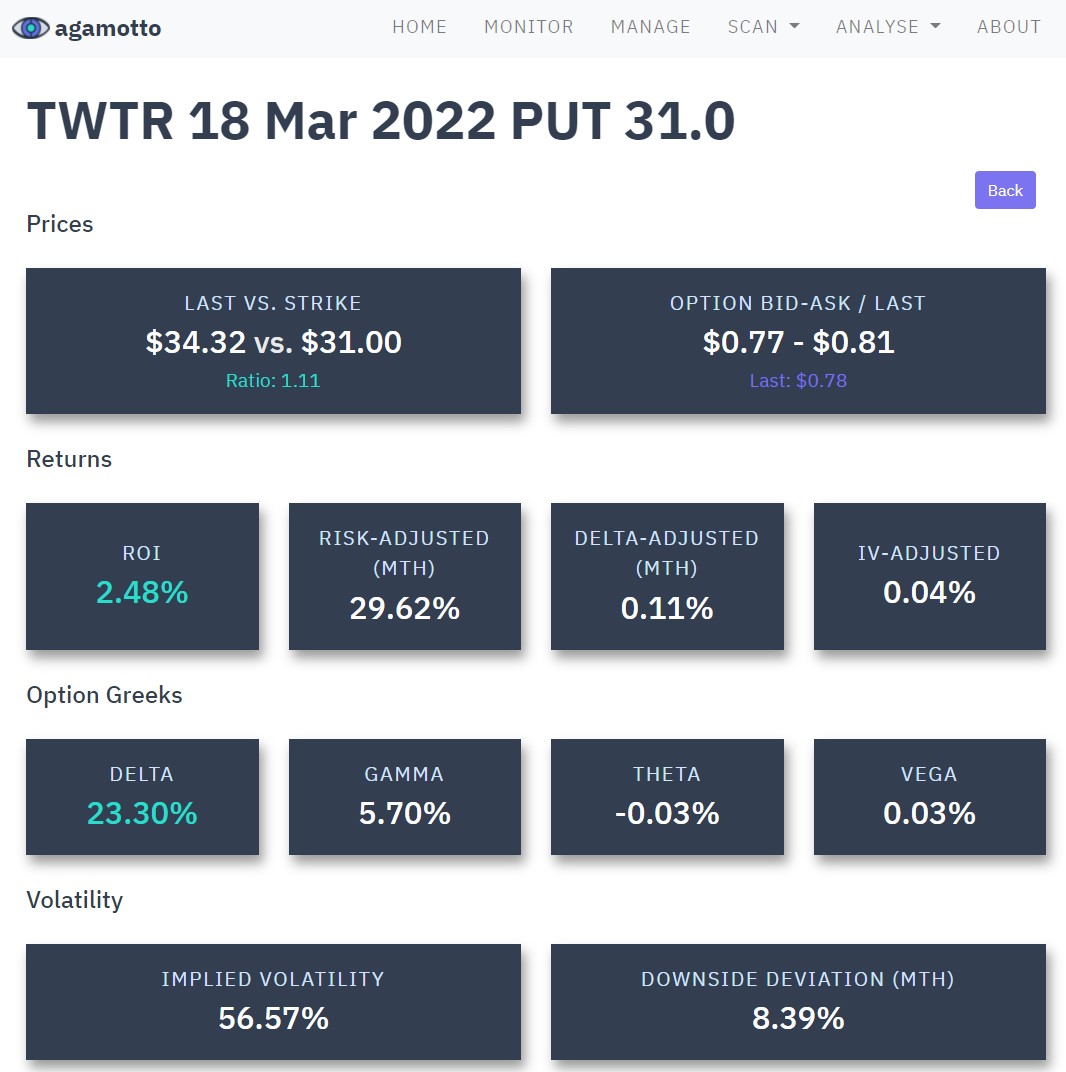 agamotto
HOME MONITOR MANAGE SCAN ANALYSE ABOUT
TWTR 18 Mar 2022 PUT 31.0
Back
Prices
LAST VS. STRIKE
$34.32 vs. $31.00
Ratio: 1.11
OPTION BID-ASK / LAST
$0.77 - $0.81
Last: $0.78
Returns
ROI
2.48%
RISK-ADJUSTED
(MTH)
29.62%
DELTA-ADJUSTED
(MTH)
0.11%
IV-ADJUSTED
0.04%
Option Greeks
DELTA
23.30%
GAMMA
5.70%
THETA
-0.03%
VEGA
0.03%
Volatility
IMPLIED VOLATILITY
56.57%
DOWNSIDE DEVIATION (MTH)
8.39%